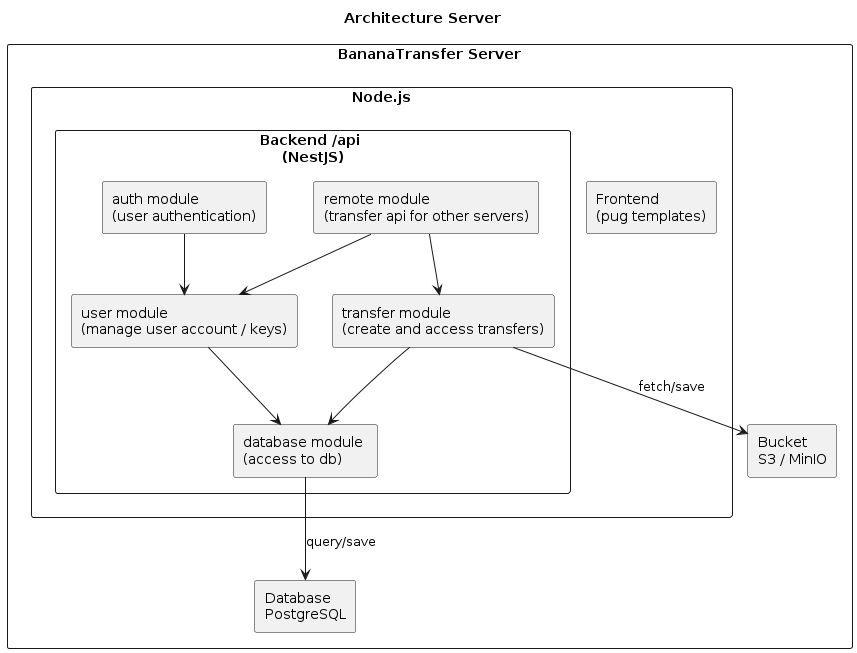 Architecture Server
BananaTransfer Server
Node.js
Backend /api
(NestJS)
auth module
(user authentication)
remote module
(transfer api for other servers)
Frontend
(pug templates)
user module
(manage user account / keys)
transfer module
(create and access transfers)
fetch/save
database module
(access to db)
Bucket
S3 / MinIO
query/save
Database
PostgreSQL